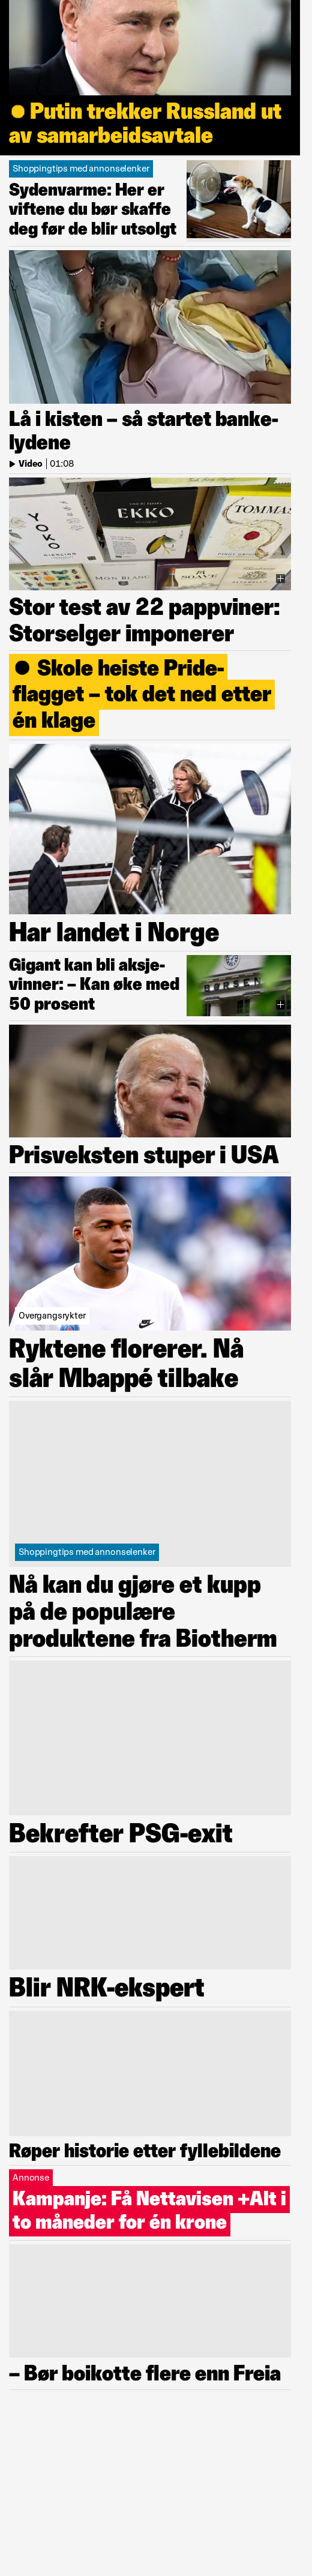 Putin trekker Russland ut
av samarbeidsavtale
Shoppingtips med annonselenker
Sydenvarme: Her er
viftene du bør skaffe
deg før de blir utsolgt
Lå i kisten – så startet banke-
lydene
Video 01:08
YOKO
EKKO
TOMMAS
MON BLANC
SOAVE
Stor test av 22 pappviner:
Storselger imponerer
Skole heiste Pride-
flagget – tok det ned etter
én klage
Har landet i Norge
Gigant kan bli aksje-
vinner: – Kan øke med
50 prosent
BØRSEN
Prisveksten stuper i USA
Overgangsrykter
Ryktene florerer. Nå
slår Mbappé tilbake
Shoppingtips med annonselenker
Nå kan du gjøre et kupp
på de populære
produktene fra Biotherm
Bekrefter PSG-exit
Blir NRK-ekspert
Røper historie etter fyllebildene
Annonse
Kampanje: Få Nettavisen +Alt i
to måneder for én krone
– Bør boikotte flere enn Freia